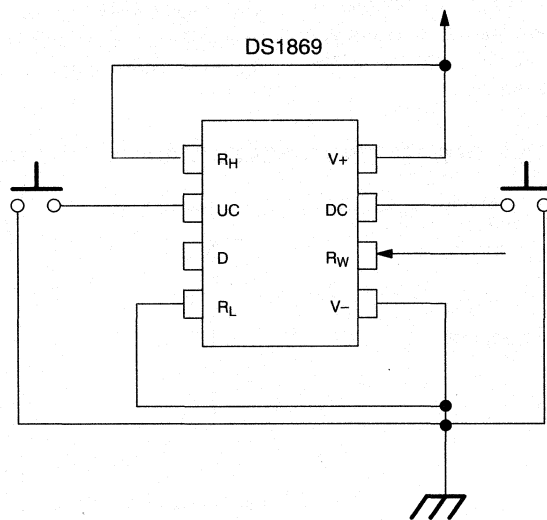 DS1869
RH V+
UC DC
D RW
RL V–